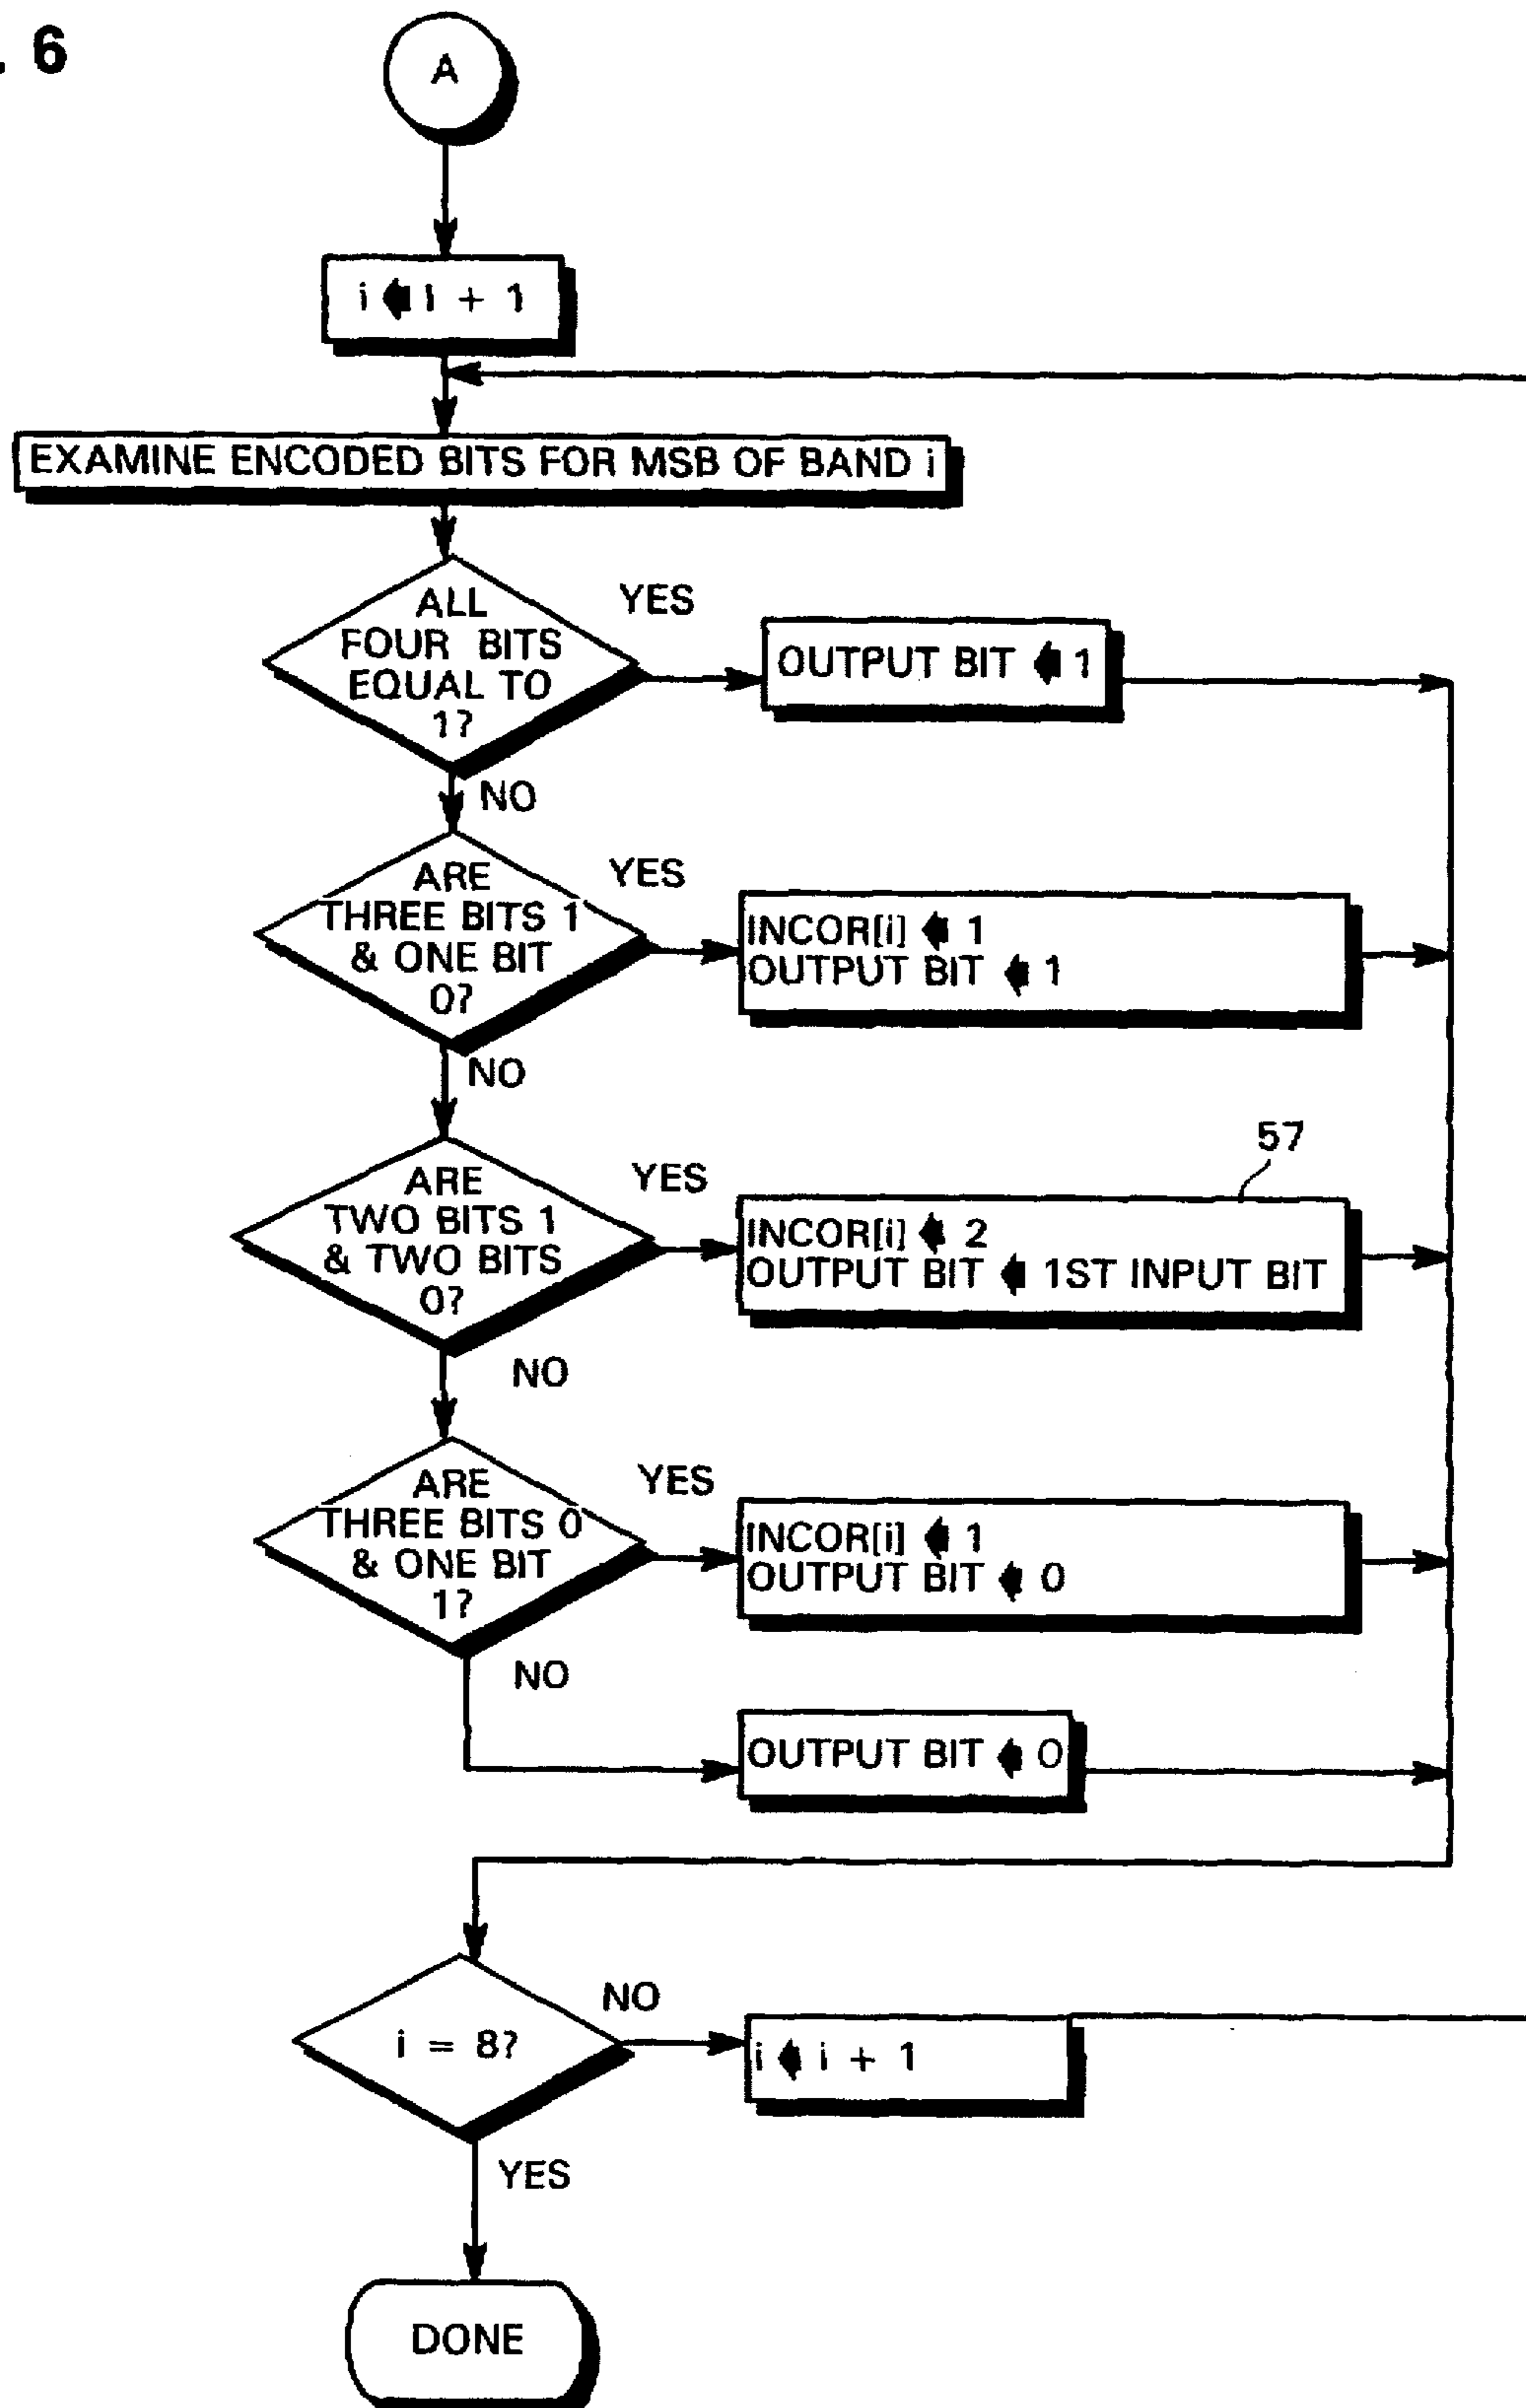 . 6
A
i ← I + 1
EXAMINE ENCODED BITS FOR MSB OF BAND i
ALL
FOUR BITS
EQUAL TO
1?
YES
OUTPUT BIT ← 1
NO
ARE
THREE BITS 1
& ONE BIT
0?
YES
INCOR[i] ← 1
OUTPUT BIT ← 1
NO
ARE
TWO BITS 1
& TWO BITS
0?
YES
57
INCOR[i] ← 2
OUTPUT BIT ← 1ST INPUT BIT
NO
ARE
THREE BITS 0
& ONE BIT
1?
YES
INCOR[i] ← 1
OUTPUT BIT ← 0
NO
OUTPUT BIT ← 0
i = 8?
NO
i ← i + 1
YES
DONE